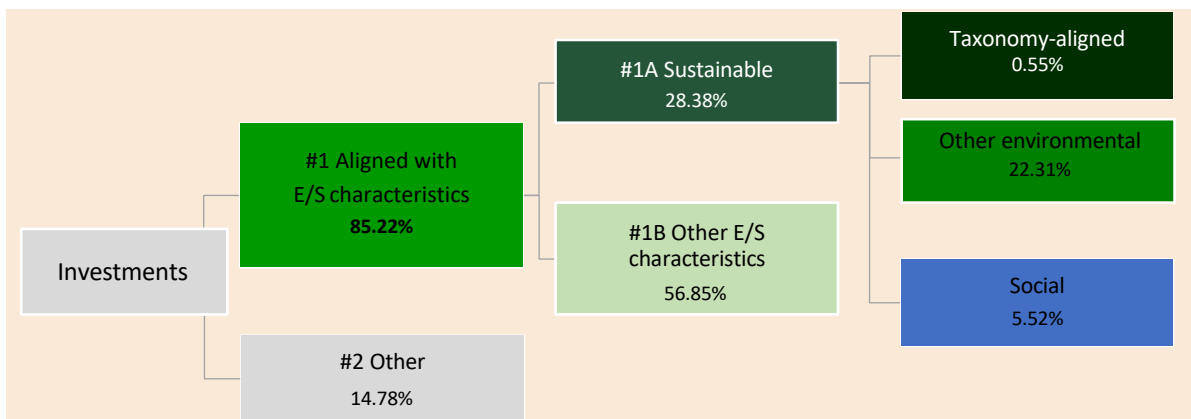 Investments
#1 Aligned with
E/S characteristics
85.22%
#2 Other
14.78%
#1A Sustainable
28.38%
#1B Other E/S
characteristics
56.85%
Taxonomy-aligned
0.55%
Other environmental
22.31%
Social
5.52%